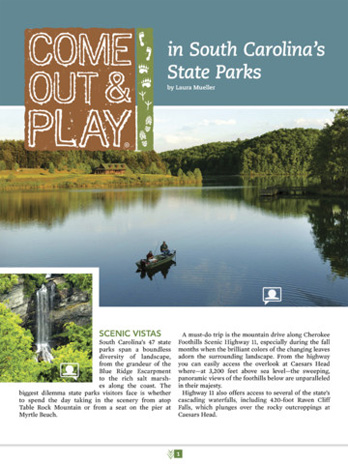 COME
OUT &
PLAY
®
in South Carolina's
State Parks
by Laura Mueller
SCENIC VISTAS
South Carolina's 47 state
parks span a boundless
diversity of landscape,
from the grandeur of the
Blue Ridge Escarpment
to the rich salt marsh-
es along the coast. The
biggest dilemma state park visitors face is whether
to spend the day taking in the scenery from atop
Table Rock Mountain or from a seat on the pier at
Myrtle Beach.
A must-do trip is the mountain drive along Cherokee
Foothills Scenic Highway 11, especially during the fall
months when the brilliant colors of the changing leaves
adorn the surrounding landscape. From the highway
you can easily access the overlook at Caesars Head
where—at 3,200 feet above sea level—the sweeping,
panoramic views of the foothills below are unparalleled
in their majesty.
Highway 11 also offers access to several of the state's
cascading waterfalls, including 420-foot Raven Cliff
Falls, which plunges over the rocky outcroppings at
Caesars Head.
1